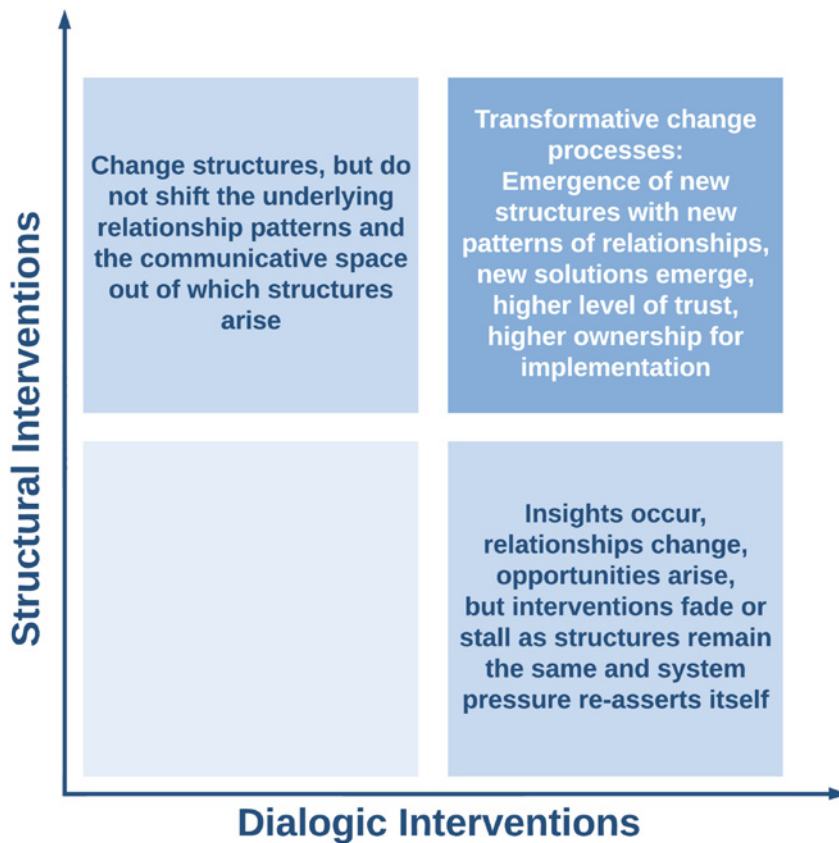 Structural Interventions
Change structures, but do
not shift the underlying
relationship patterns and
the communicative space
out of which structures
arise
Transformative change
processes:
Emergence of new
structures with new
patterns of relationships,
new solutions emerge,
higher level of trust,
higher ownership for
implementation
Insights occur,
relationships change,
opportunities arise,
but interventions fade or
stall as structures remain
the same and system
pressure re-asserts itself
Dialogic Interventions